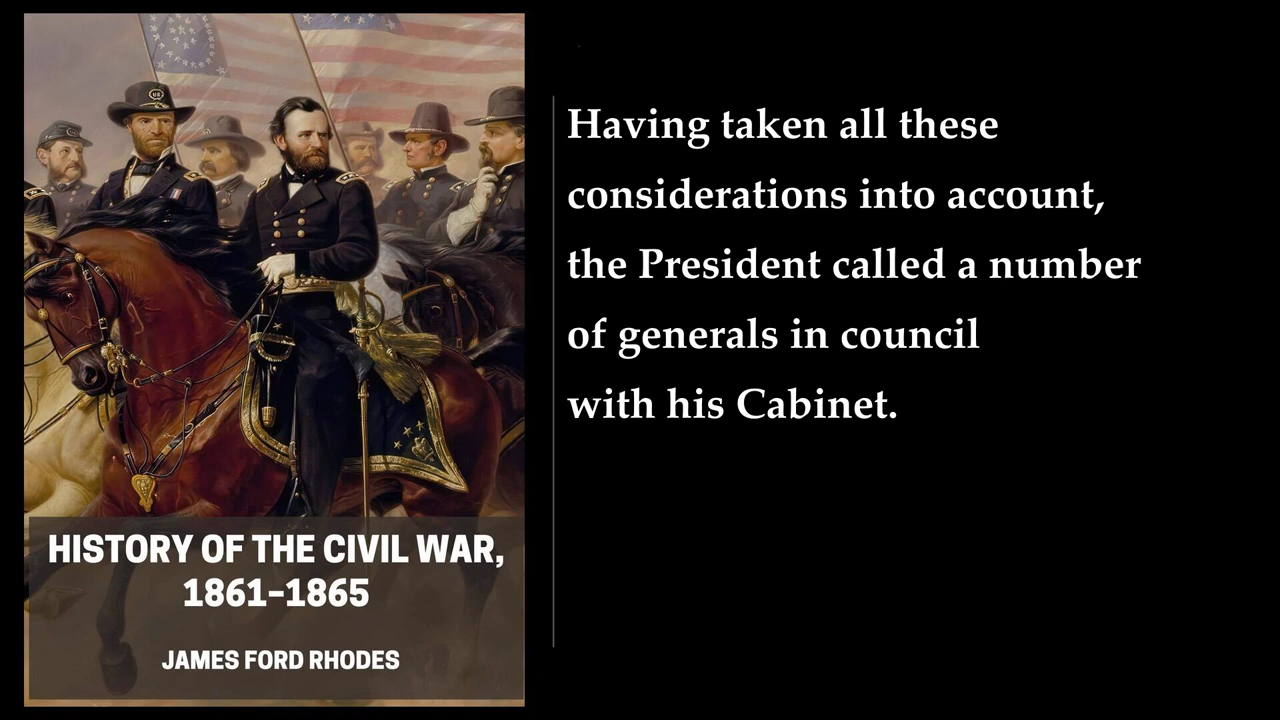 HISTORY OF THE CIVIL WAR,
1861–1865
JAMES FORD RHODES
Having taken all these
considerations into account,
the President called a number
of generals in council
with his Cabinet.